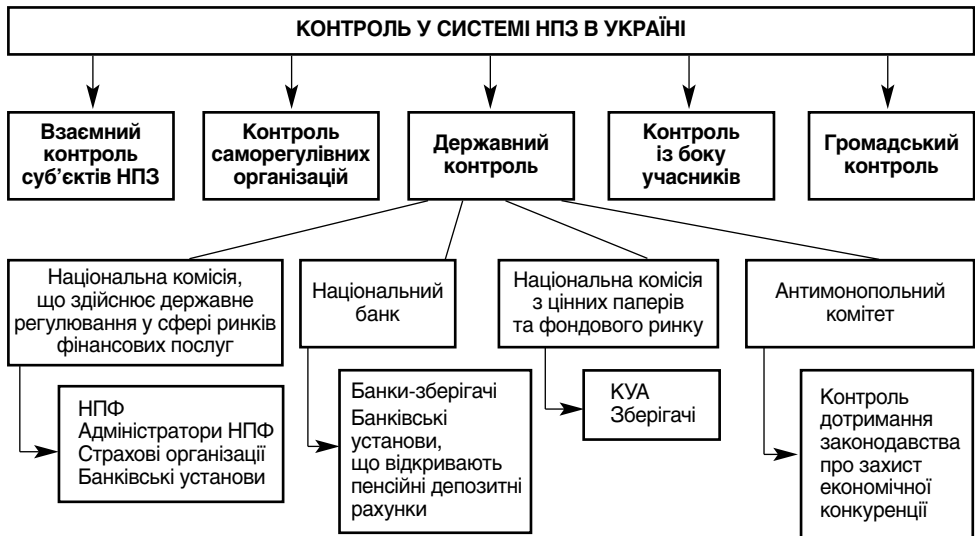 КОНТРОЛЬ У СИСТЕМІ НПЗ В УКРАЇНІ
Взаємний
контроль
суб’єктів НПЗ
Контроль
саморегулівних
організацій
Державний
контроль
Контроль
із боку
учасників
Громадський
контроль
Національна комісія,
що здійснює державне
регулювання у сфері ринків
фінансових послуг
Національний
банк
Національна комісія
з цінних паперів
та фондового ринку
Антимонопольний
комітет
НПФ
Адміністратори НПФ
Страхові організації
Банківські установи
Банки-зберігачі
Банківські
установи,
що відкривають
пенсійні депозитні
рахунки
КУА
Зберігачі
Контроль
дотримання
законодавства
про захист
економічної
конкуренції